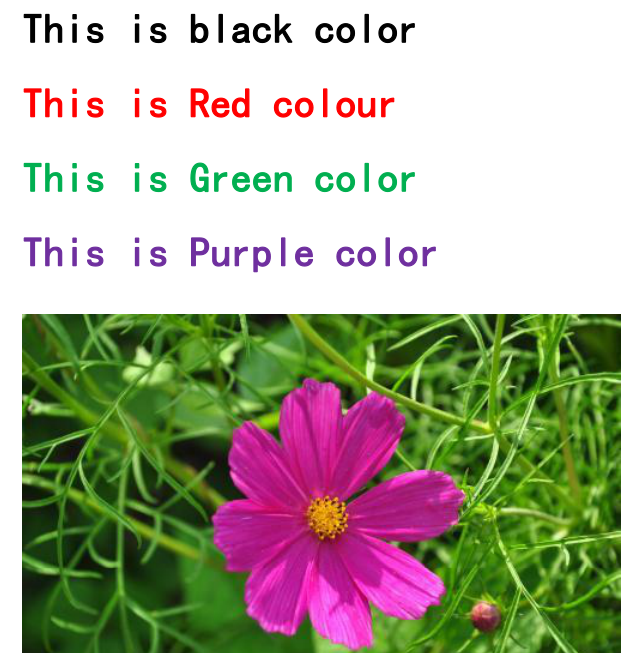 This is black color
This is Red colour
This is Green color
This is Purple color